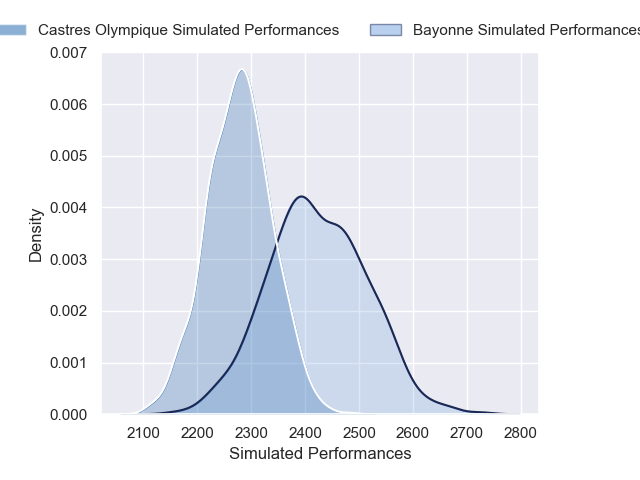 Castres Olympique Simulated Performances Bayonne Simulated Performances
0.007
0.006
0.005
0.004
0.003
0.002
0.001
0.000
Density
2100 2200 2300 2400 2500 2600 2700 2800
Simulated Performances